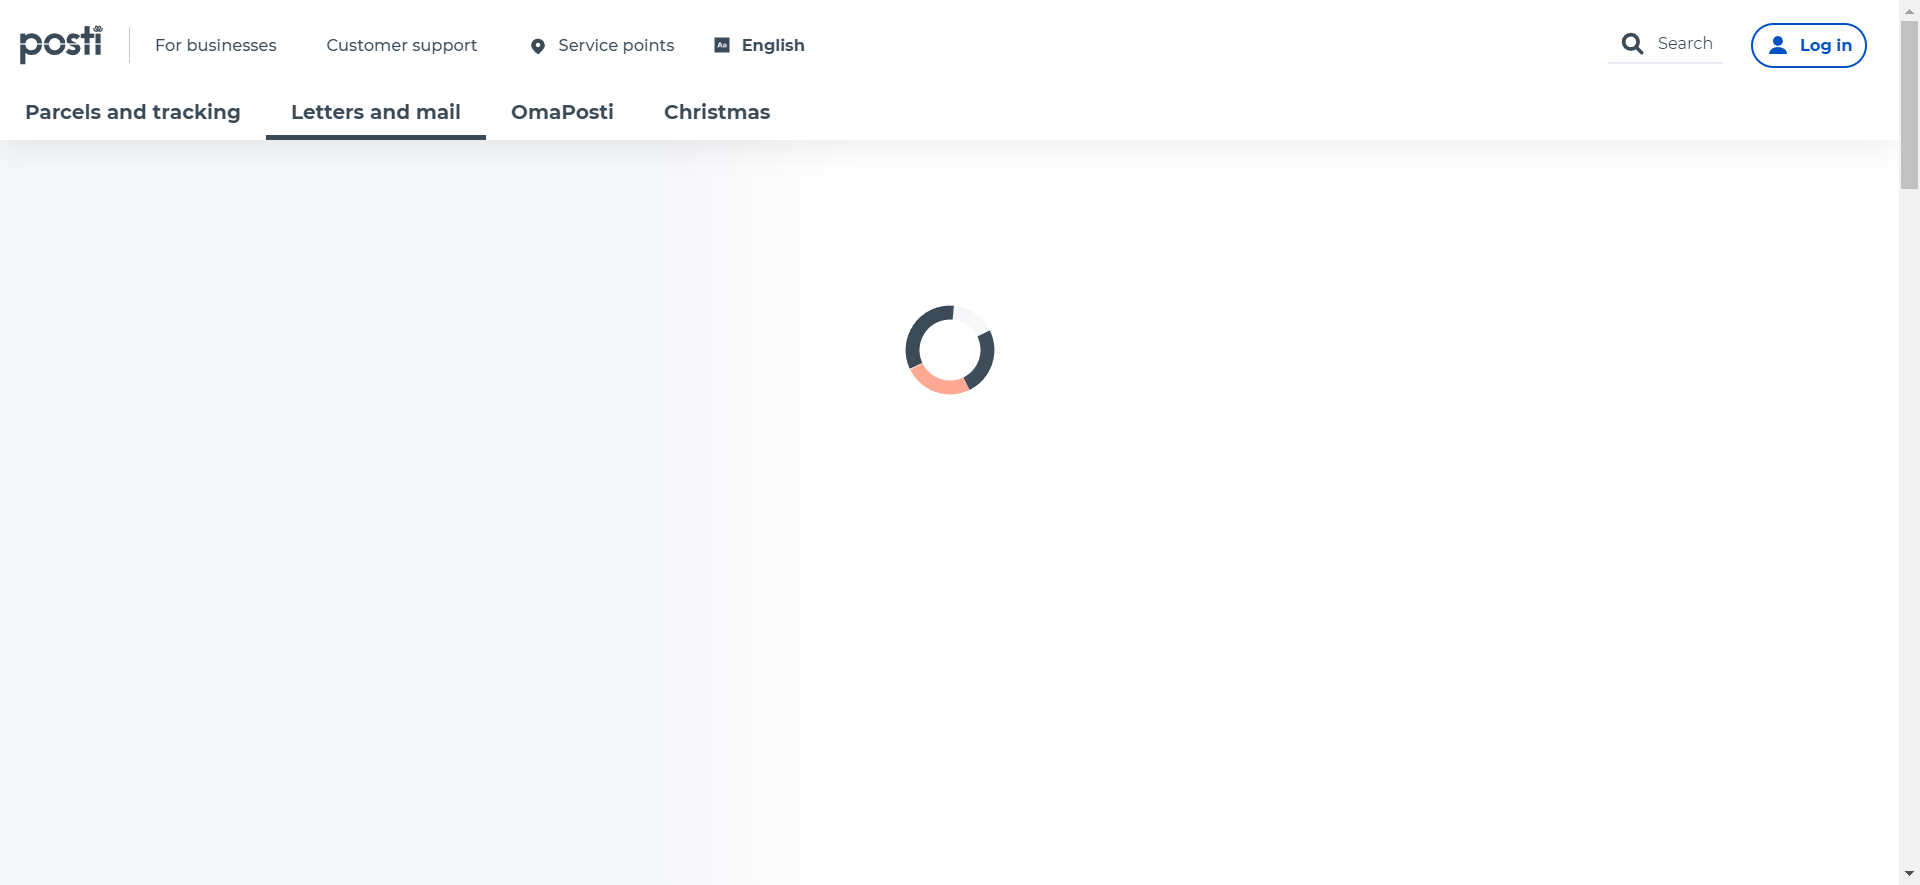 posti
For businesses
Customer support
Service points
Aa English
Search
Log in
Parcels and tracking
Letters and mail
OmaPosti
Christmas